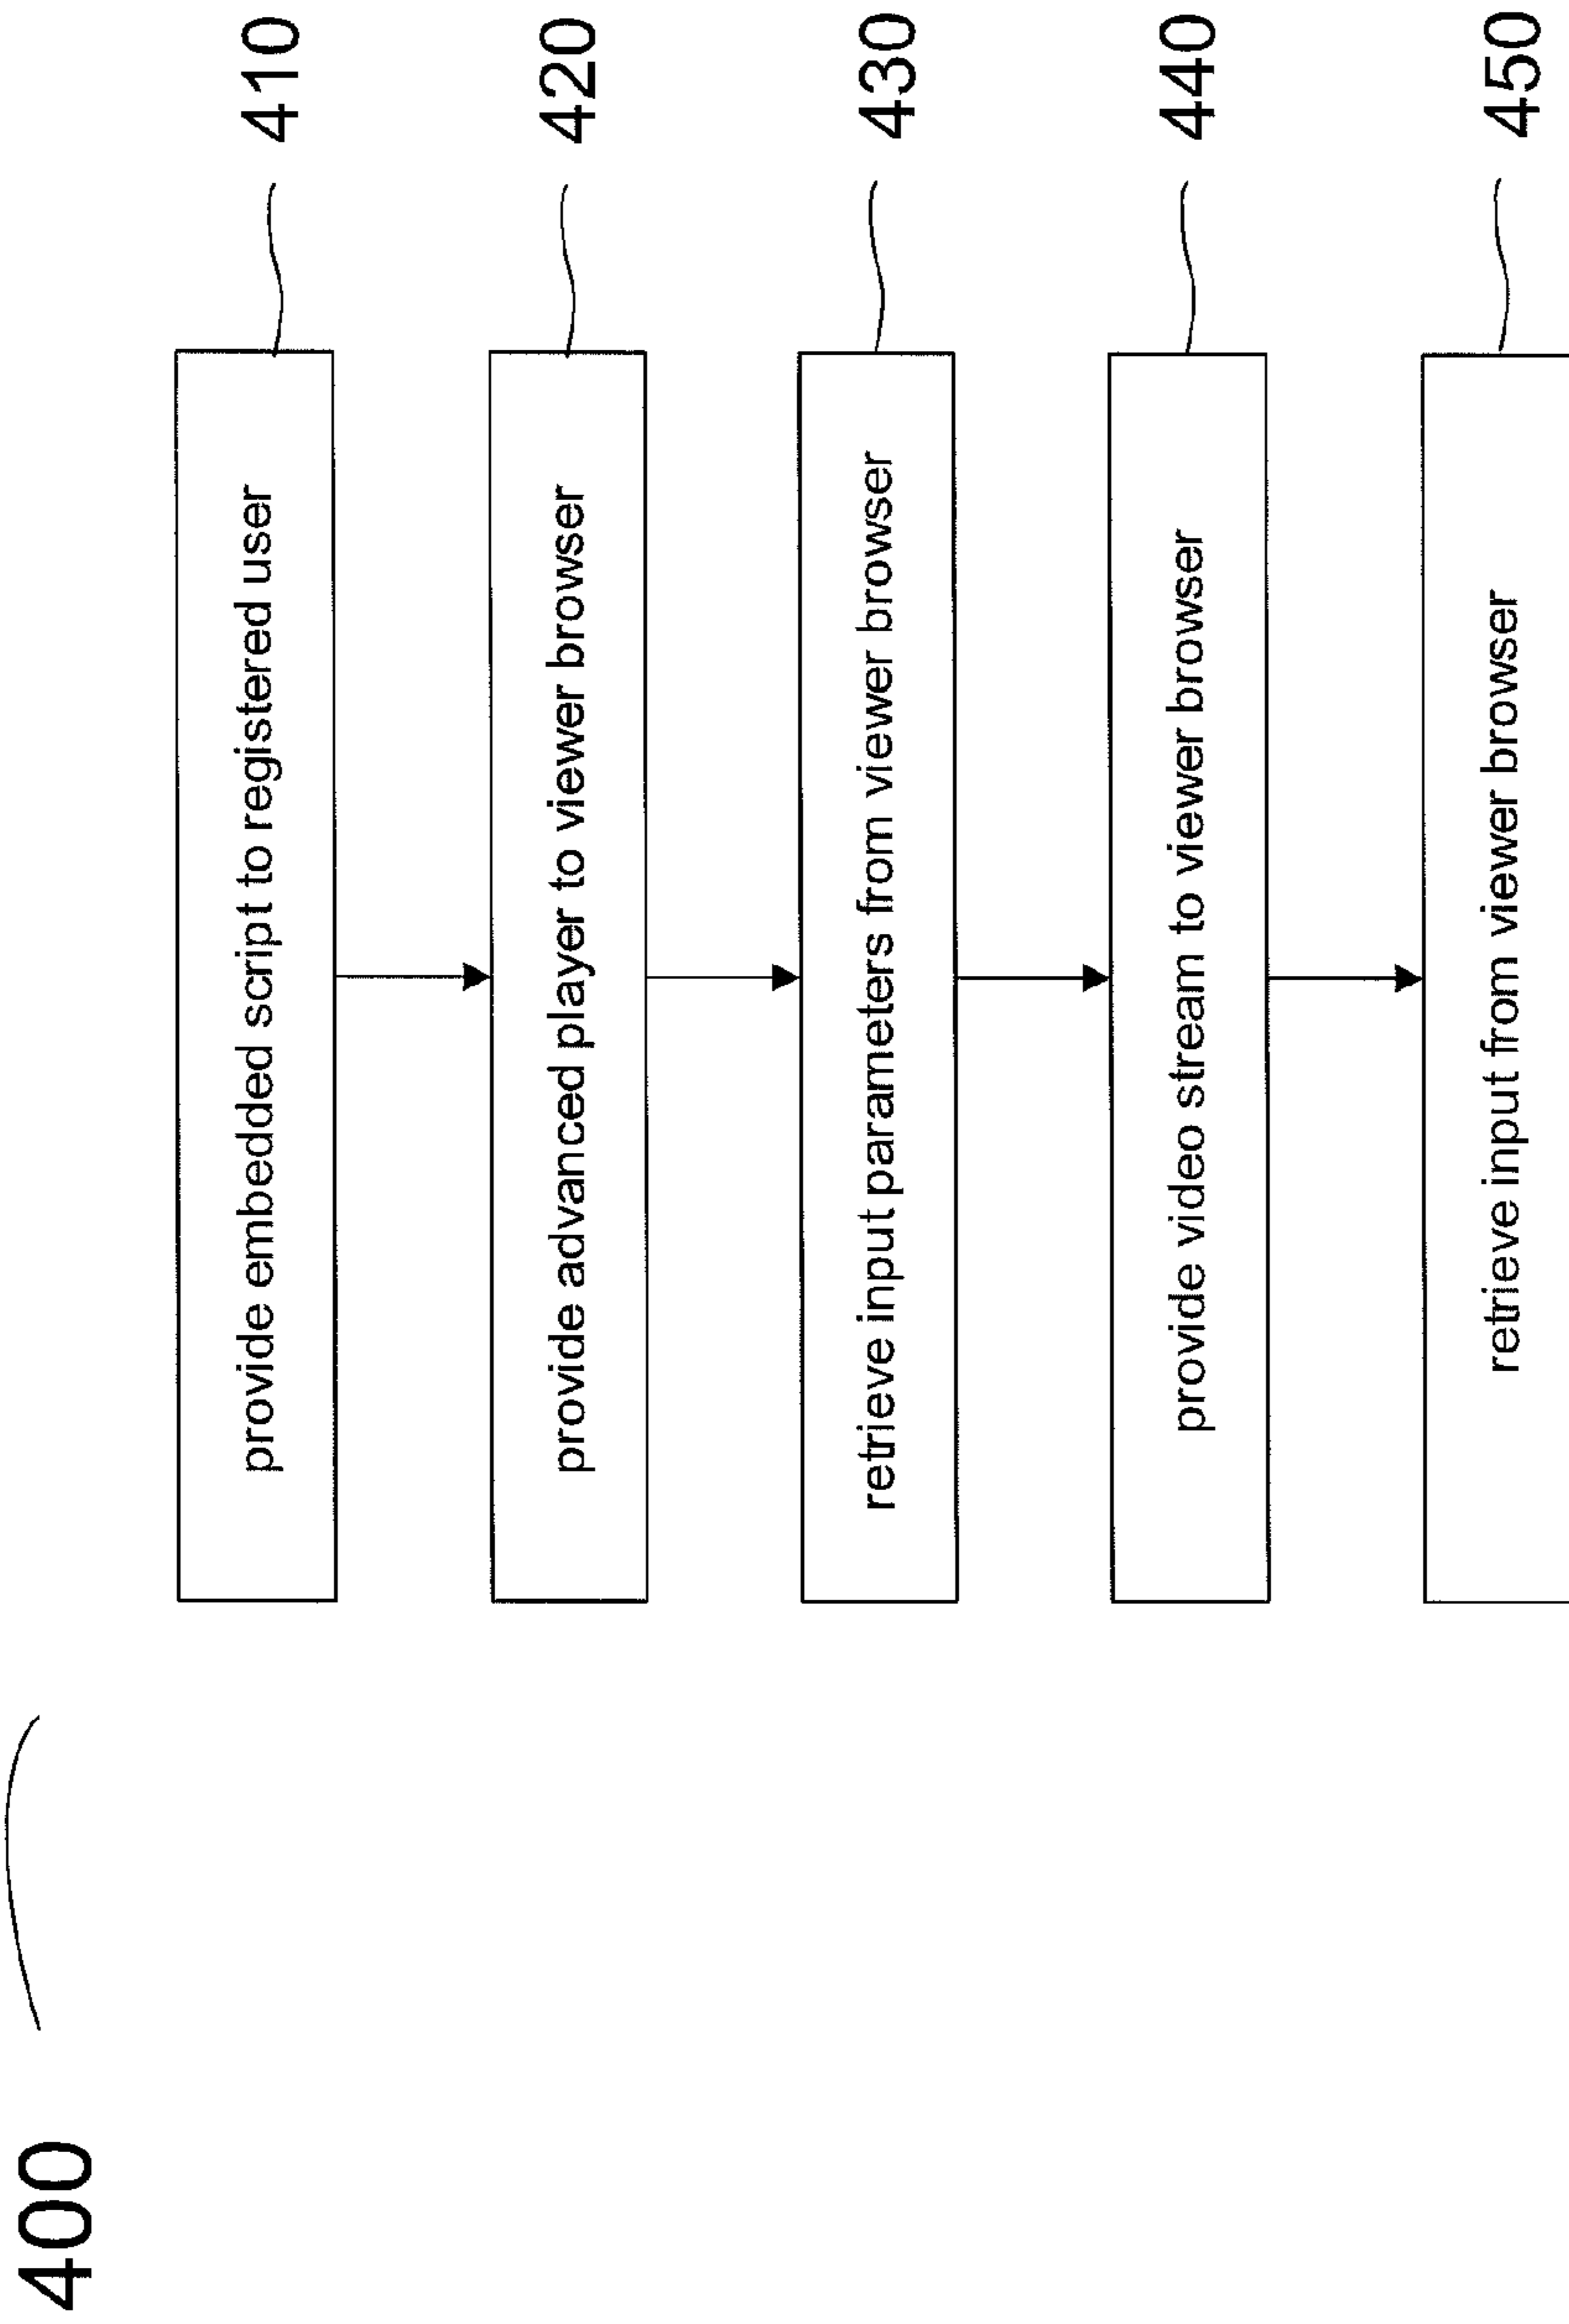 400
provide embedded script to registered user
410
provide advanced player to viewer browser
420
retrieve input parameters from viewer browser
430
provide video stream to viewer browser
440
retrieve input from viewer browser
450